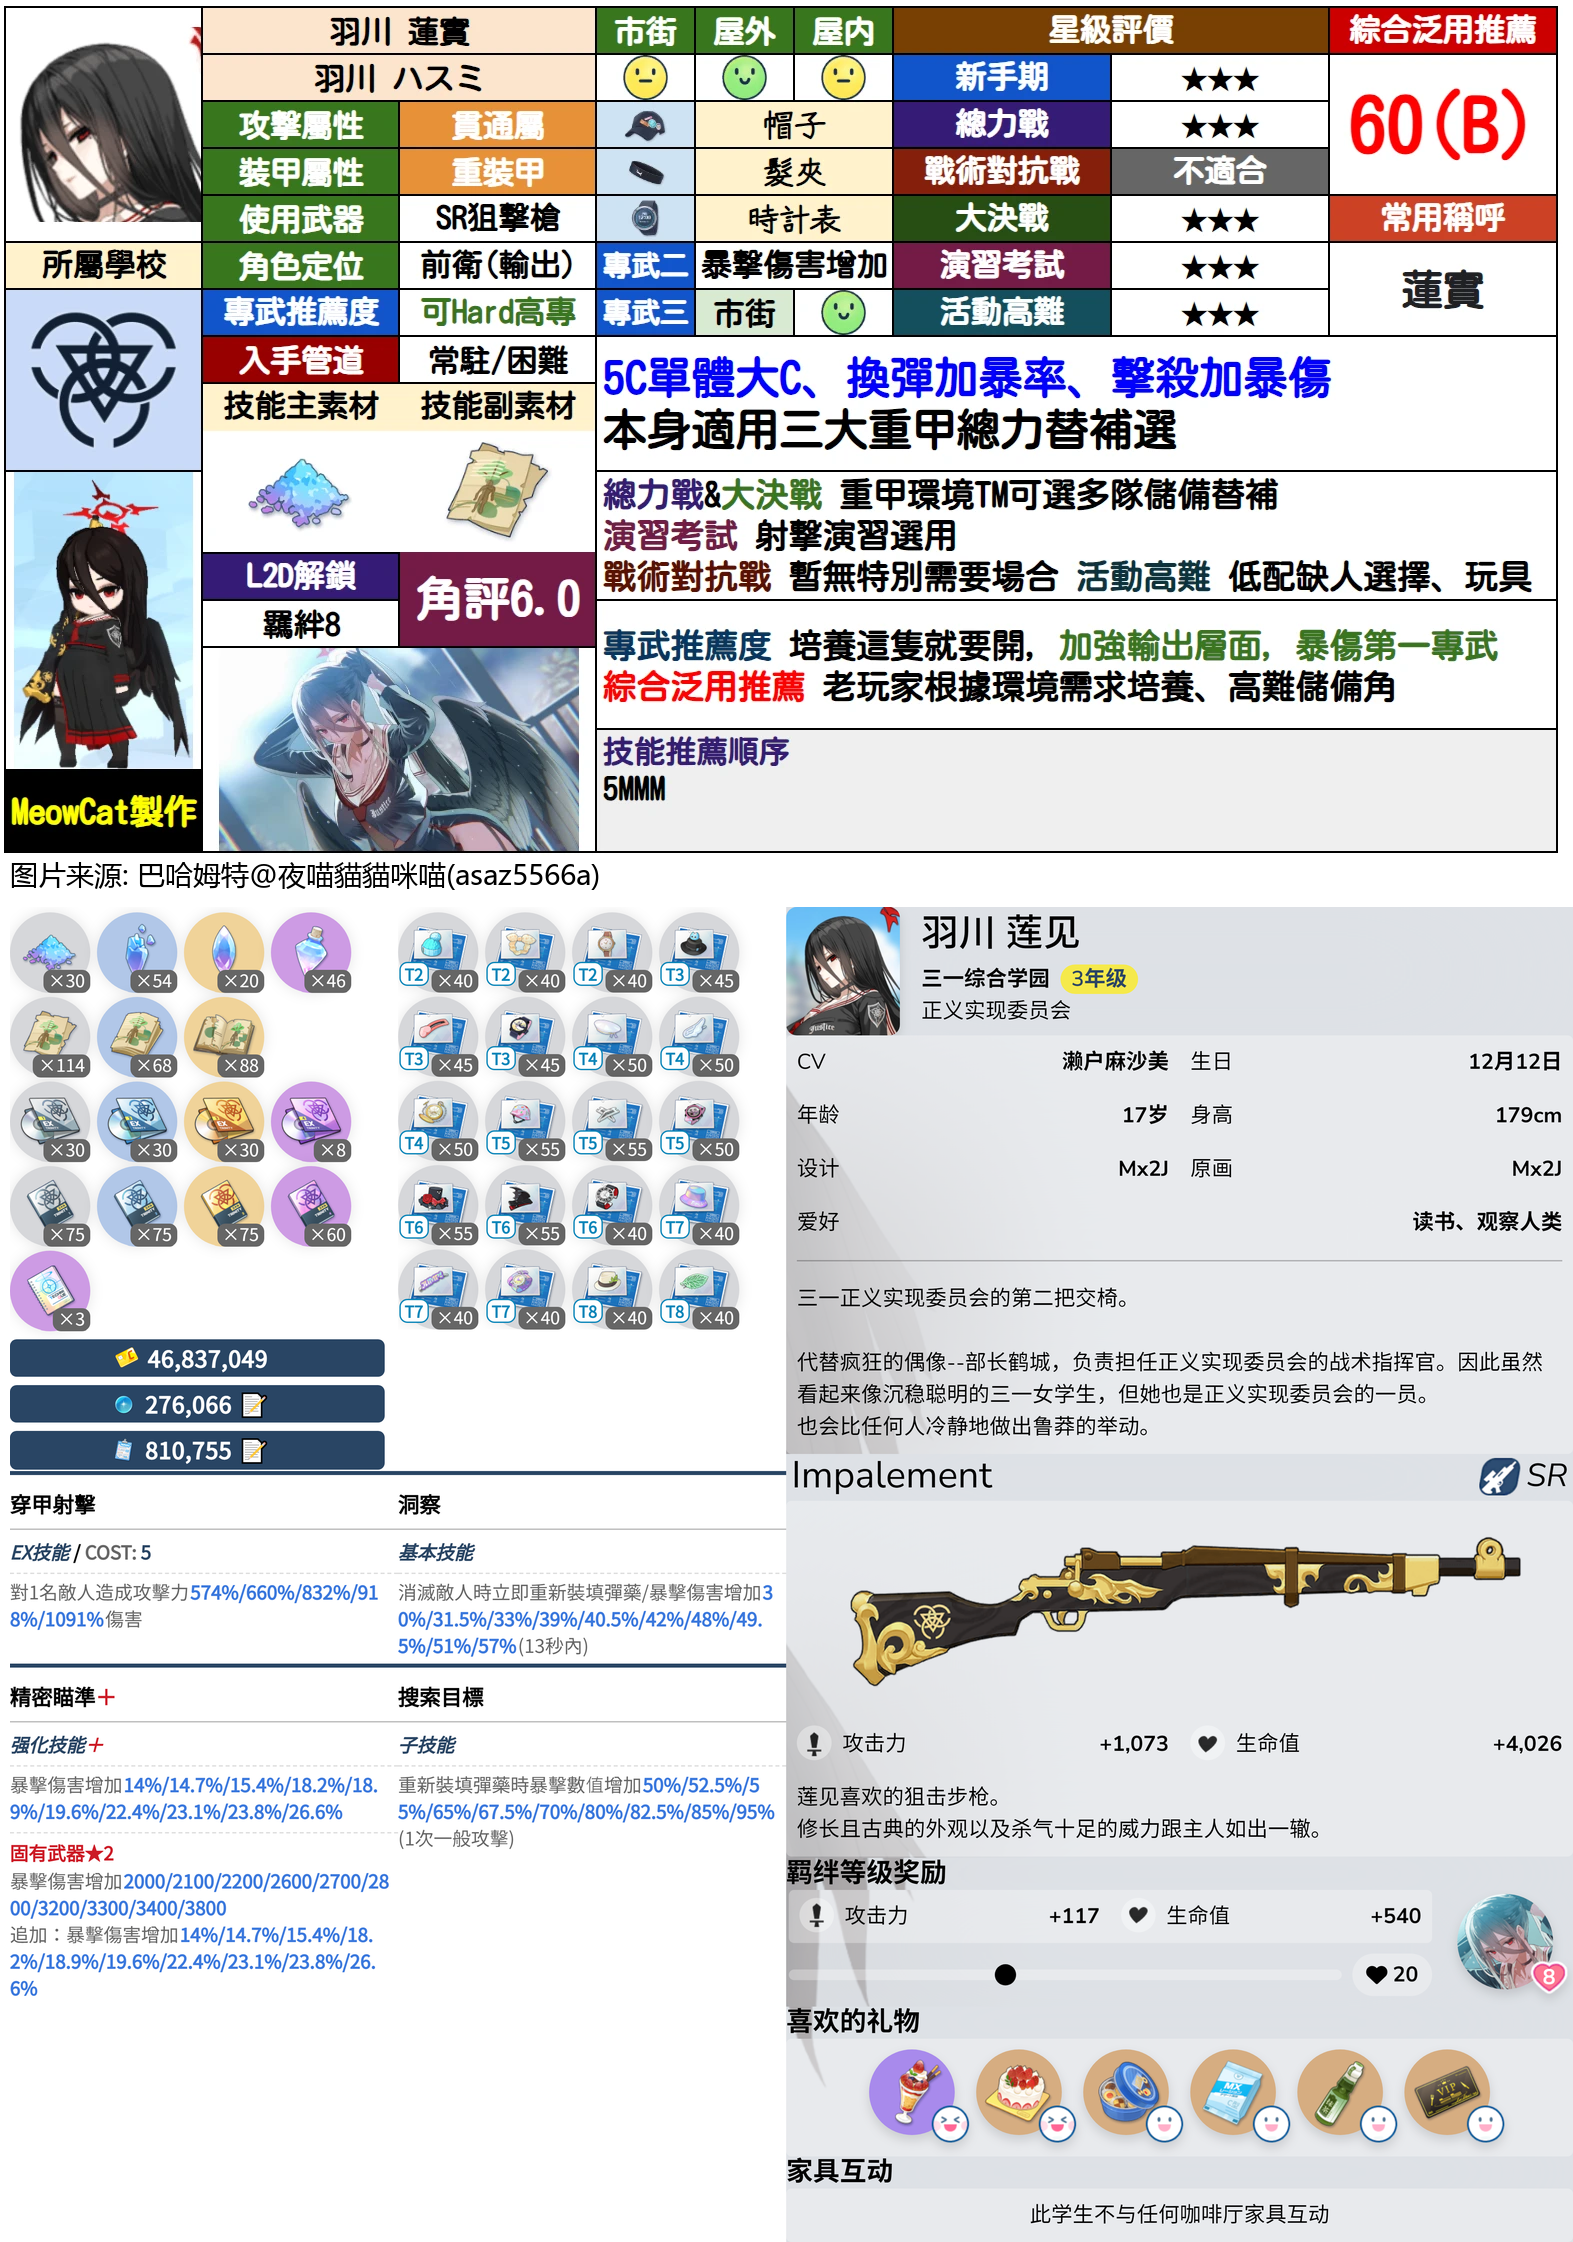 羽川 蓮實
羽川 ハスミ
市街 屋外 屋内
星級評價
綜合泛用推薦
新手期 ★★★
60(B)
攻擊屬性 貫通屬
帽子
總力戰 ★★★
裝甲屬性 重裝甲
髮夾
戰術對抗戰 不適合
使用武器 SR狙擊槍
時計表
大決戰 ★★★
常用稱呼
所屬學校
角色定位 前衛(輸出)
專武二 暴擊傷害增加
演習考試 ★★★
蓮實
專武推薦度 可Hard高專
專武三 市街
活動高難 ★★★
入手管道 常駐/困難
技能主素材 技能副素材
5C單體大C、換彈加暴率、擊殺加暴傷
本身適用三大重甲總力替補選
總力戰&大決戰 重甲環境TM可選多隊儲備替補
演習考試 射擊演習選用
戰術對抗戰 暫無特別需要場合 活動高難 低配缺人選擇、玩具
L2D解鎖
羈絆8
角評6.0
專武推薦度 培養這隻就要開，加強輸出層面，暴傷第一專武
綜合泛用推薦 老玩家根據環境需求培養、高難儲備角
技能推薦順序
5MMM
Justice
MeowCat製作
图片来源: 巴哈姆特@夜喵貓貓咪喵(asaz5566a)
×30 ×54 ×20 ×46
×114 ×68 ×88
EX EX EX EX
×30 ×30 ×30 ×8
×75 ×75 ×75 ×60
×3
46,837,049
276,066
810,755
T2 ×40 T2 ×40 T2 ×40 T3 ×45
T3 ×45 T3 ×45 T4 ×50 T4 ×50
T4 ×50 T5 ×55 T5 ×55 T5 ×50
T6 ×55 T6 ×55 T6 ×40 T7 ×40
T7 ×40 T7 ×40 T8 ×40 T8 ×40
穿甲射擊
EX技能 / COST: 5
對1名敵人造成攻擊力574%/660%/832%/91
8%/1091%傷害
洞察
基本技能
消滅敵人時立即重新裝填彈藥/暴擊傷害增加3
0%/31.5%/33%/39%/40.5%/42%/48%/49.
5%/51%/57%(13秒內)
精密瞄準+
强化技能+
暴擊傷害增加14%/14.7%/15.4%/18.2%/18.
9%/19.6%/22.4%/23.1%/23.8%/26.6%
固有武器★2
暴擊傷害增加2000/2100/2200/2600/2700/28
00/3200/3300/3400/3800
追加：暴擊傷害增加14%/14.7%/15.4%/18.
2%/18.9%/19.6%/22.4%/23.1%/23.8%/26.
6%
搜索目標
子技能
重新裝填彈藥時暴擊數值增加50%/52.5%/5
5%/65%/67.5%/70%/80%/82.5%/85%/95%
(1次一般攻擊)
Justice
羽川 莲见
三一综合学园 3年级
正义实现委员会
CV 濑户麻沙美 生日 12月12日
年龄 17岁 身高 179cm
设计 Mx2J 原画 Mx2J
爱好 读书、观察人类
三一正义实现委员会的第二把交椅。
代替疯狂的偶像--部长鹤城，负责担任正义实现委员会的战术指挥官。因此虽然
看起来像沉稳聪明的三一女学生，但她也是正义实现委员会的一员。
也会比任何人冷静地做出鲁莽的举动。
Impalement SR
攻击力 +1,073 生命值 +4,026
莲见喜欢的狙击步枪。
修长且古典的外观以及杀气十足的威力跟主人如出一辙。
羁绊等级奖励
攻击力 +117 生命值 +540
20
8
喜欢的礼物
MX
VIP
家具互动
此学生不与任何咖啡厅家具互动